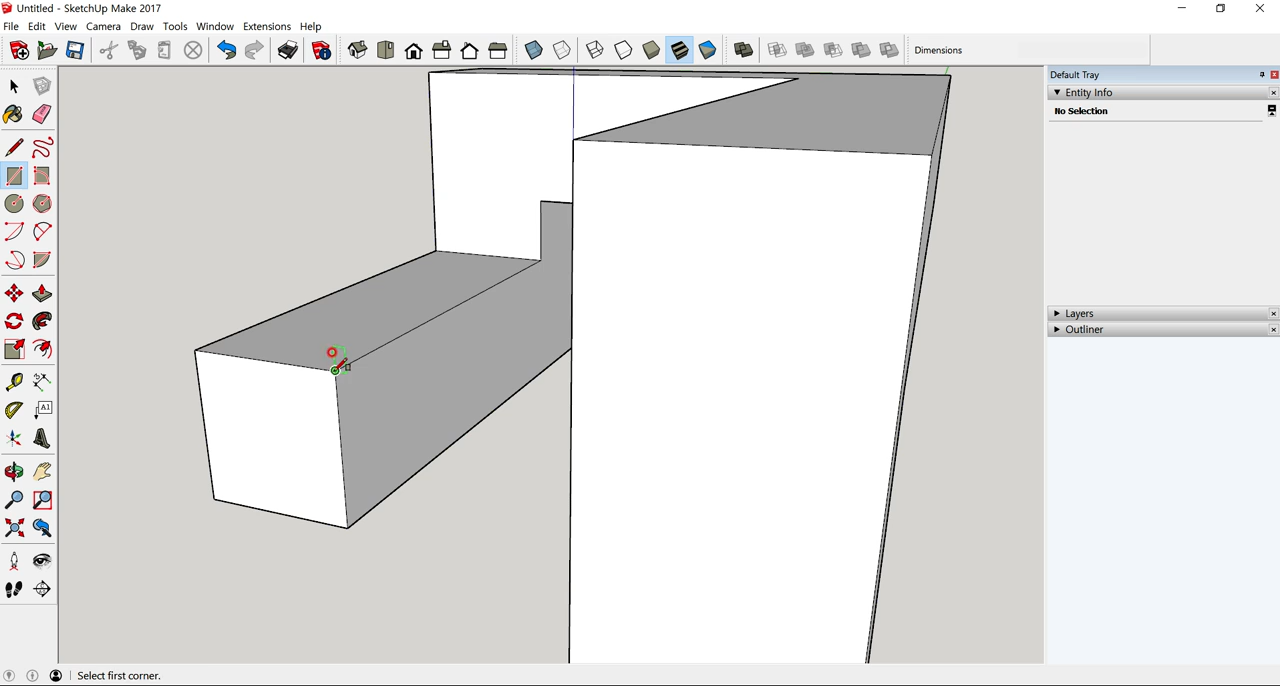 Untitled - SketchUp Make 2017
File Edit View Camera Draw Tools Window Extensions Help
Dimensions
Default Tray
Entity Info
No Selection
Layers
Outliner
A1
Select first corner.